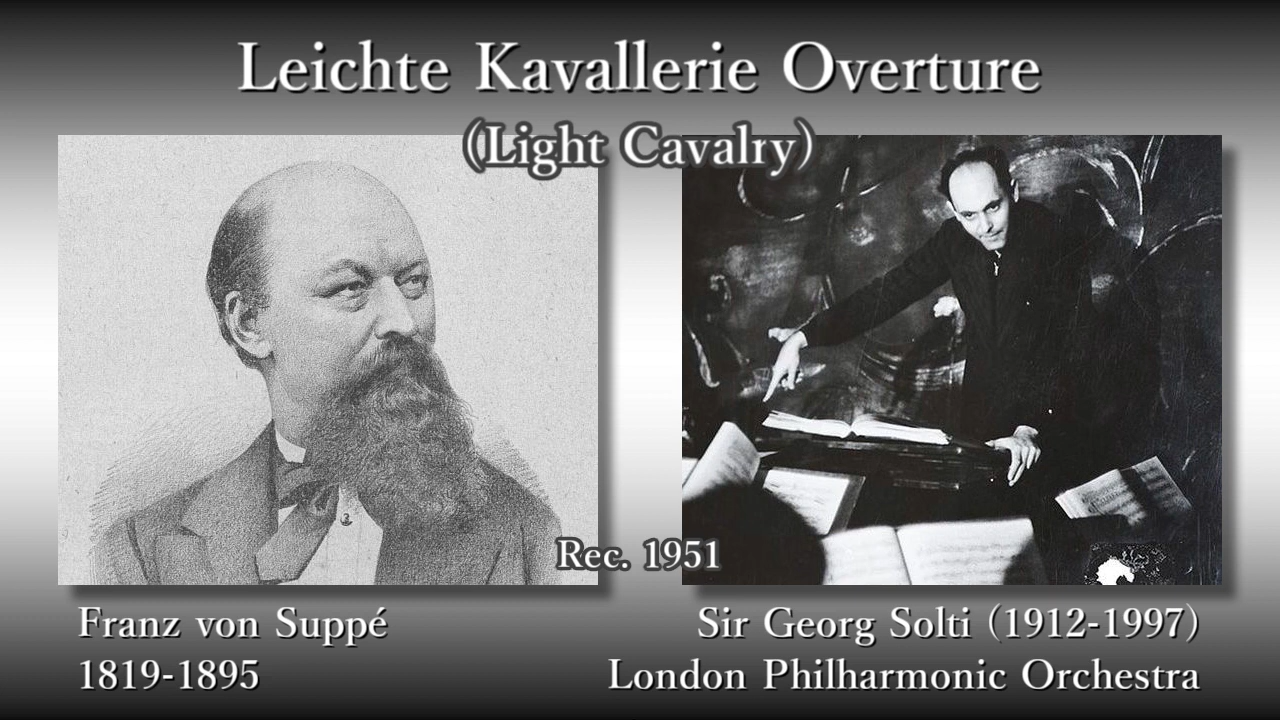 Leichte Kavallerie Overture
(Light Cavalry)
Rec. 1951
Franz von Suppé
1819-1895
Sir Georg Solti (1912-1997)
London Philharmonic Orchestra